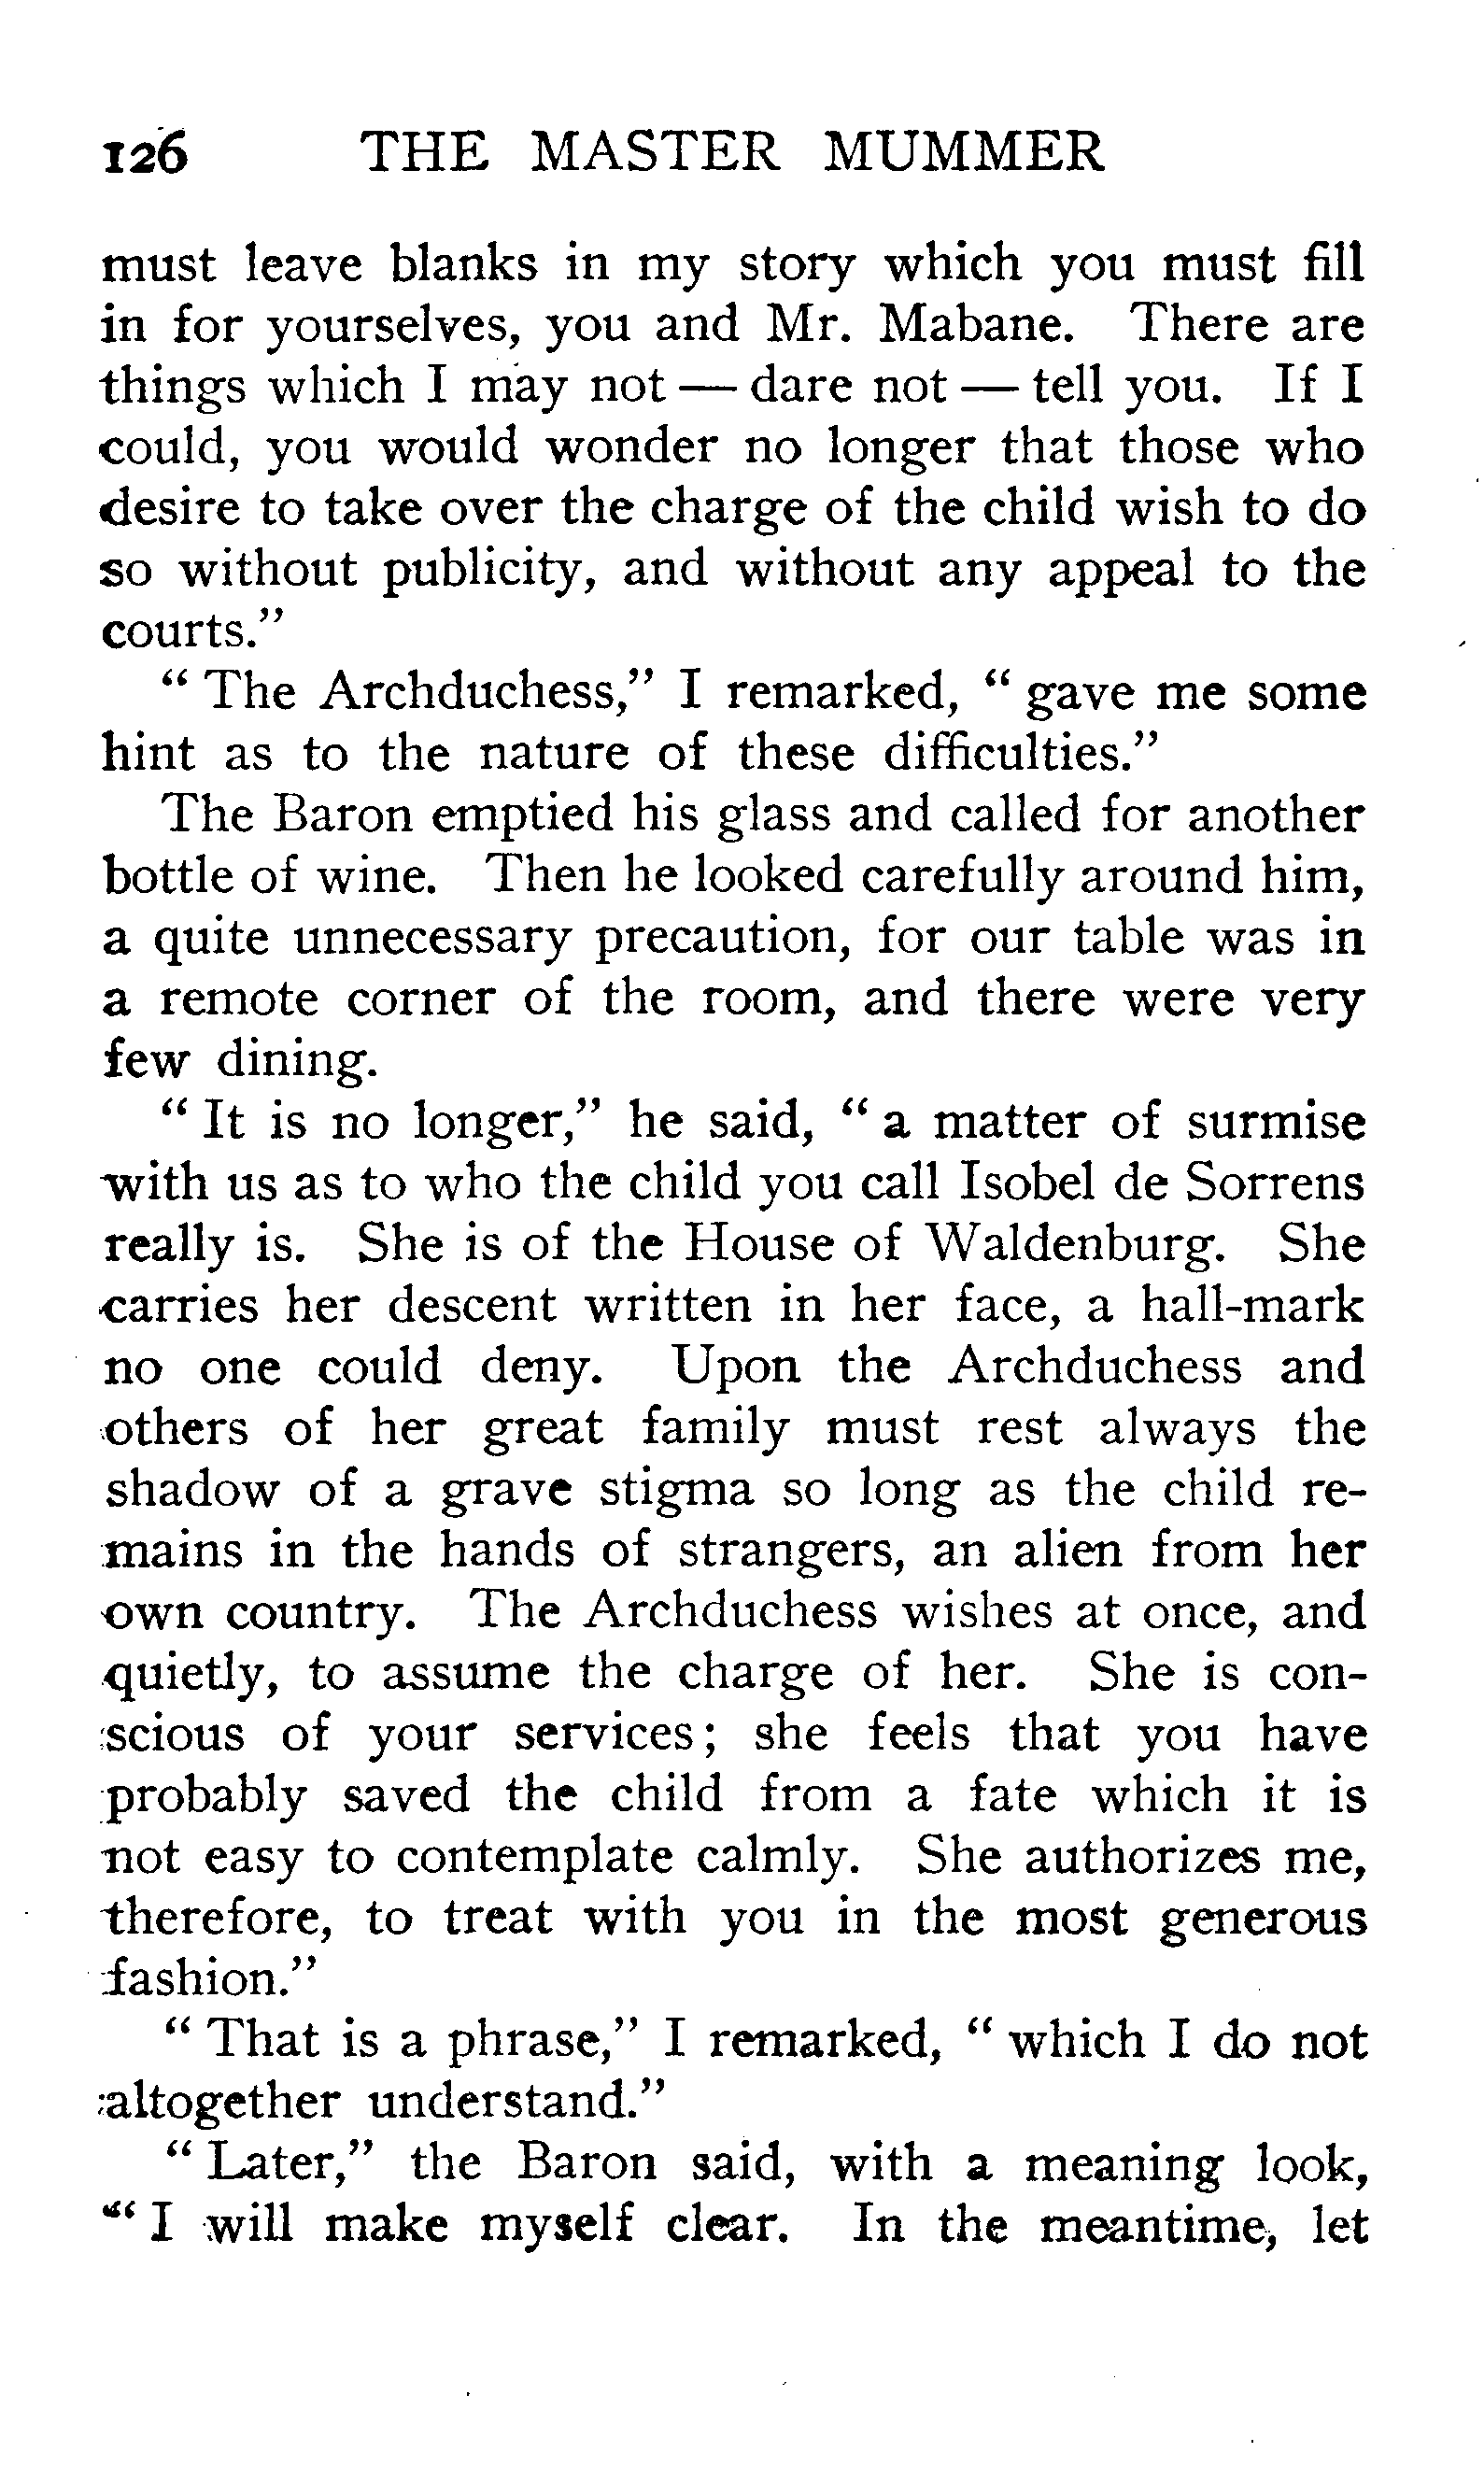 126 THE MASTER MUMMER
must leave blanks in my story which you must fill
in for yourselves, you and Mr. Mabane. There are
things which I may not — dare not — tell you. If I
could, you would wonder no longer that those who
desire to take over the charge of the child wish to do
so without publicity, and without any appeal to the
courts."
" The Archduchess," I remarked, " gave me some
hint as to the nature of these difficulties."
The Baron emptied his glass and called for another
bottle of wine. Then he looked carefully around him,
a quite unnecessary precaution, for our table was in
a remote corner of the room, and there were very
few dining.
" It is no longer," he said, " a matter of surmise
with us as to who the child you call Isobel de Sorrens
really is. She is of the House of Waldenburg. She
carries her descent written in her face, a hall-mark
no one could deny. Upon the Archduchess and
others of her great family must rest always the
shadow of a grave stigma so long as the child re-
mains in the hands of strangers, an alien from her
own country. The Archduchess wishes at once, and
quietly, to assume the charge of her. She is con-
scious of your services; she feels that you have
probably saved the child from a fate which it is
not easy to contemplate calmly. She authorizes me,
therefore, to treat with you in the most generous
fashion."
" That is a phrase," I remarked, " which I do not
altogether understand."
" Later," the Baron said, with a meaning look,
" I will make myself clear. In the meantime, let